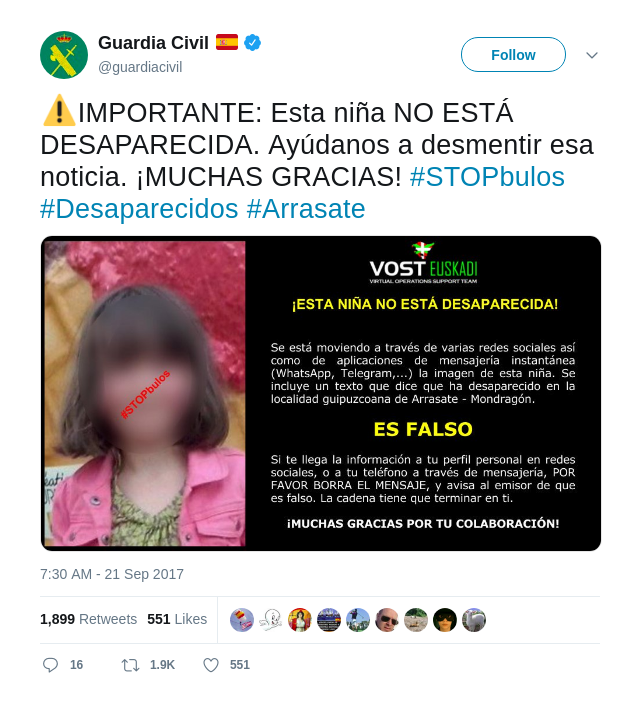 Guardia Civil
@guardiacivil
Follow
IMPORTANTE: Esta niña NO ESTÁ
DESAPARECIDA. Ayúdanos a desmentir esa
noticia. ¡MUCHAS GRACIAS! #STOPbulos
#Desaparecidos #Arrasate
#STOPbulos
VOST EUSKADI
VIRTUAL OPERATIONS SUPPORT TEAM
¡ESTA NIÑA NO ESTÁ DESAPARECIDA!
Se está moviendo a través de varias redes sociales así
como de aplicaciones de mensajería instantánea
(WhatsApp, Telegram,...) la imagen de esta niña. Se
incluye un texto que dice que ha desaparecido en la
localidad guipuzcoana de Arrasate - Mondragón.
ES FALSO
Si te llega la información a tu perfil personal en redes
sociales, o a tu teléfono a través de mensajería, POR
FAVOR BORRA EL MENSAJE, y avisa al emisor de que
es falso. La cadena tiene que terminar en ti.
¡MUCHAS GRACIAS POR TU COLABORACIÓN!
7:30 AM - 21 Sep 2017
1,899 Retweets 551 Likes
16 1.9K 551